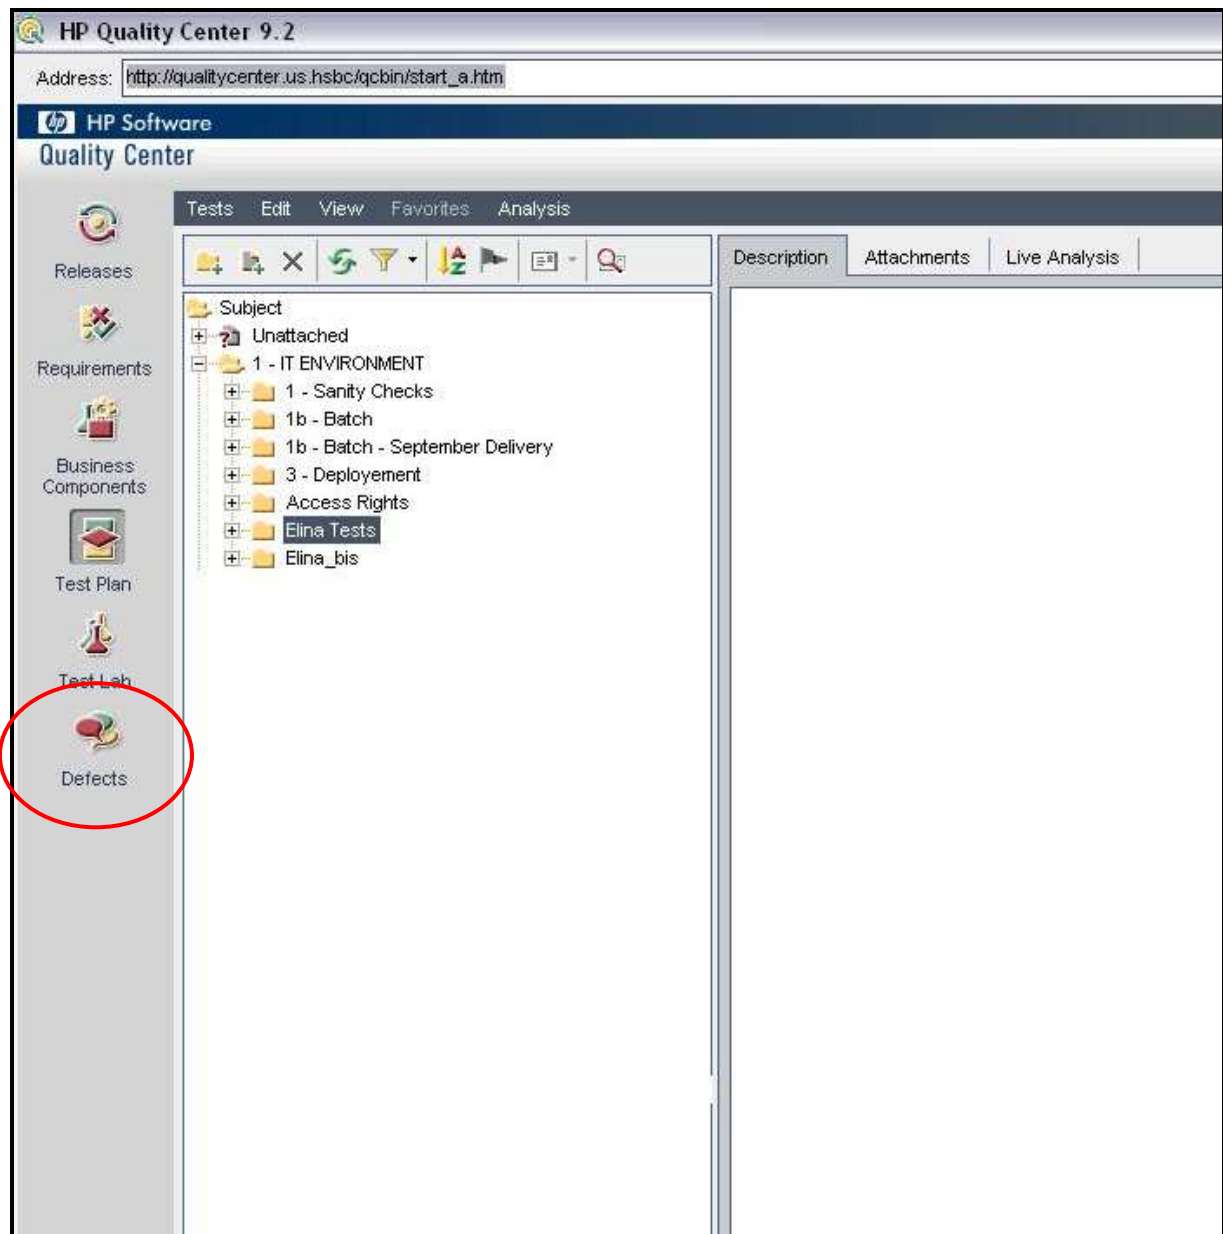 HP Quality Center 9.2
Address: http://qualitycenter.us.hsbc/qcbin/start_a.htm
hp HP Software
Quality Center
Tests Edit View Favorites Analysis
Releases
Requirements
Business
Components
Test Plan
Test Lab
Defects
Subject
Unattached
1 - IT ENVIRONMENT
1 - Sanity Checks
1b - Batch
1b - Batch - September Delivery
3 - Deployement
Access Rights
Elina Tests
Elina_bis
Description Attachments Live Analysis